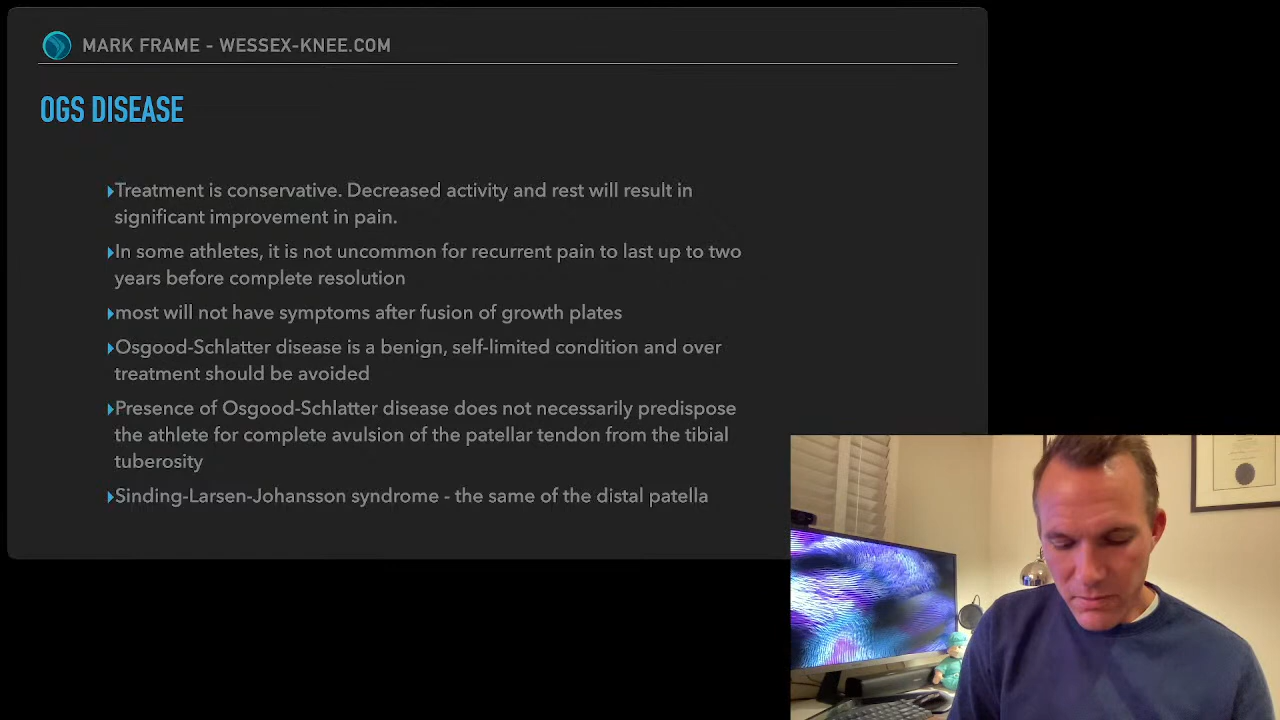 MARK FRAME - WESSEX-KNEE.COM
OGS DISEASE
Treatment is conservative. Decreased activity and rest will result in
significant improvement in pain.
In some athletes, it is not uncommon for recurrent pain to last up to two
years before complete resolution
most will not have symptoms after fusion of growth plates
Osgood-Schlatter disease is a benign, self-limited condition and over
treatment should be avoided
Presence of Osgood-Schlatter disease does not necessarily predispose
the athlete for complete avulsion of the patellar tendon from the tibial
tuberosity
Sinding-Larsen-Johansson syndrome - the same of the distal patella